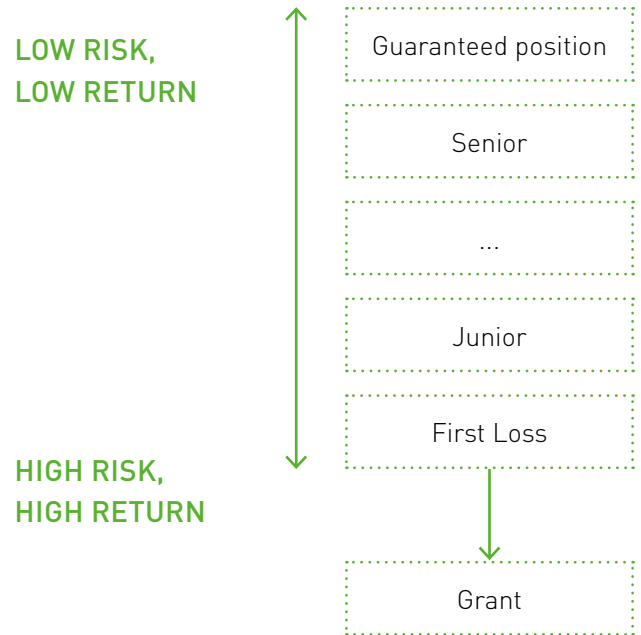 LOW RISK,
LOW RETURN
Guaranteed position
Senior
...
Junior
First Loss
HIGH RISK,
HIGH RETURN
Grant